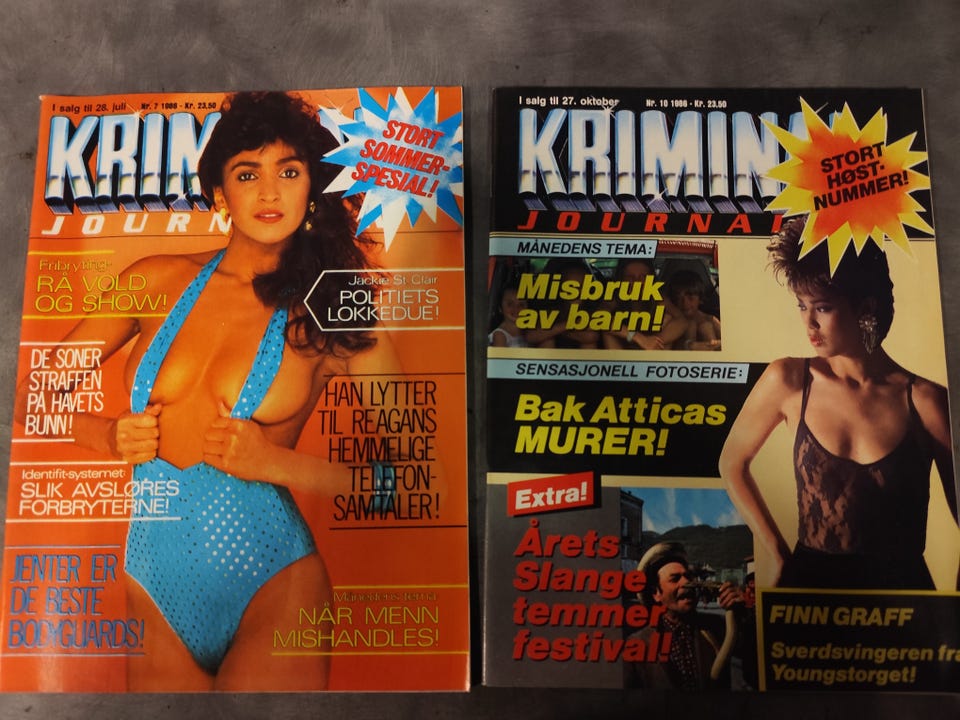 I salg til 28. juli Nr. 7 1986 - Kr. 23,50
KRIMIN
JOURN
STORT
SOMMER-
SPESIAL!
Fribryting-
RÅ VOLD
OG SHOW!
Jackie St-Clair
POLITIETS
LOKKEDUE!
DE SONER
STRAFFEN
PÅ HAVETS
BUNN!
HAN LYTTER
TIL REAGANS
HEMMELIGE
TELEFON-
SAMTALER!
Identifit-systemet:
SLIK AVSLØRES
FORBRYTERNE!
JENTER ER
DE BESTE
BODYGUARDS!
Månedens tema:
NÅR MENN
MISHANDLES!
I salg til 27. oktober Nr. 10 1986 - Kr. 23,50
KRIMINA
JOURNA
STORT
HØST-
NUMMER!
MÅNEDENS TEMA:
Misbruk
av barn!
SENSASJONELL FOTOSERIE:
Bak Atticas
MURER!
Extra!
Årets
Slange
temmer
festival!
FINN GRAFF
Sverdsvingeren fra
Youngstorget!